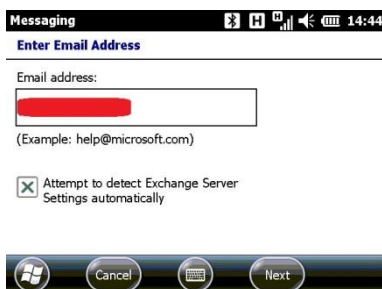 Messaging
H H 14:44
Enter Email Address
Email address:
(Example: help@microsoft.com)
Attempt to detect Exchange Server
Settings automatically
Cancel
Next